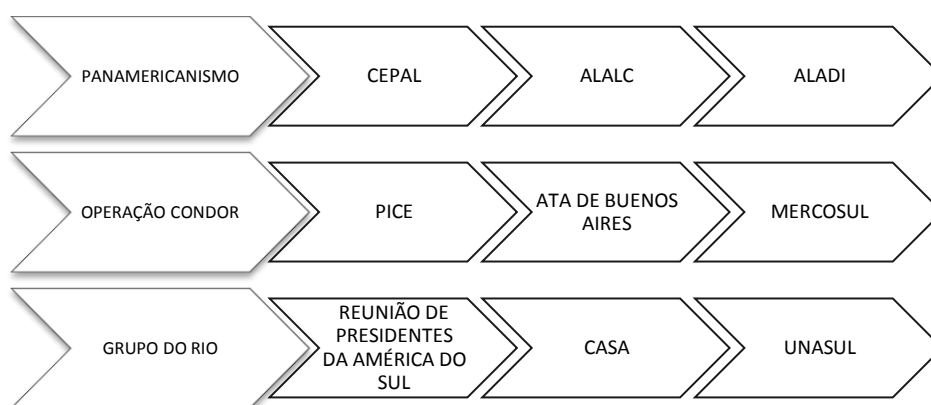 PANAMERICANISMO
CEPAL
ALALC
ALADI
OPERAÇÃO CONDOR
PICE
ATA DE BUENOS
AIRES
MERCOSUL
GRUPO DO RIO
REUNIÃO DE
PRESIDENTES
DA AMÉRICA DO
SUL
CASA
UNASUL